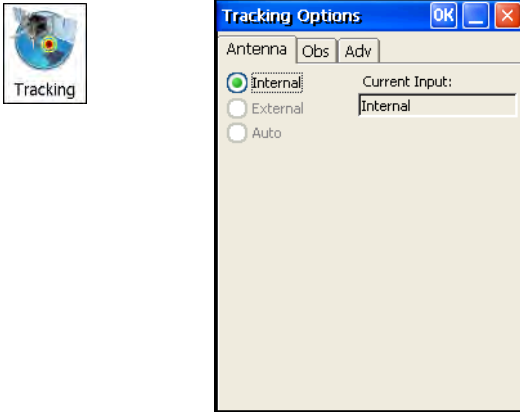 Tracking
Tracking Options OK
Antenna Obs Adv
Internal Current Input:
External Internal
Auto